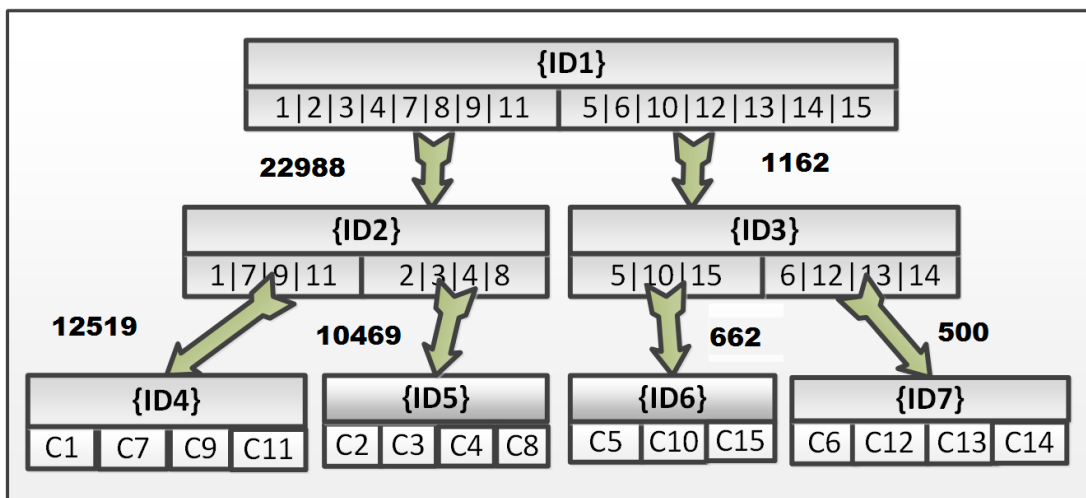 {ID1}
1|2|3|4|7|8|9|11 5|6|10|12|13|14|15
22988 1162
{ID2} {ID3}
1|7|9|11 2|3|4|8 5|10|15 6|12|13|14
12519 10469 662 500
{ID4} {ID5} {ID6} {ID7}
C1 C7 C9 C11 C2 C3 C4 C8 C5 C10 C15 C6 C12 C13 C14